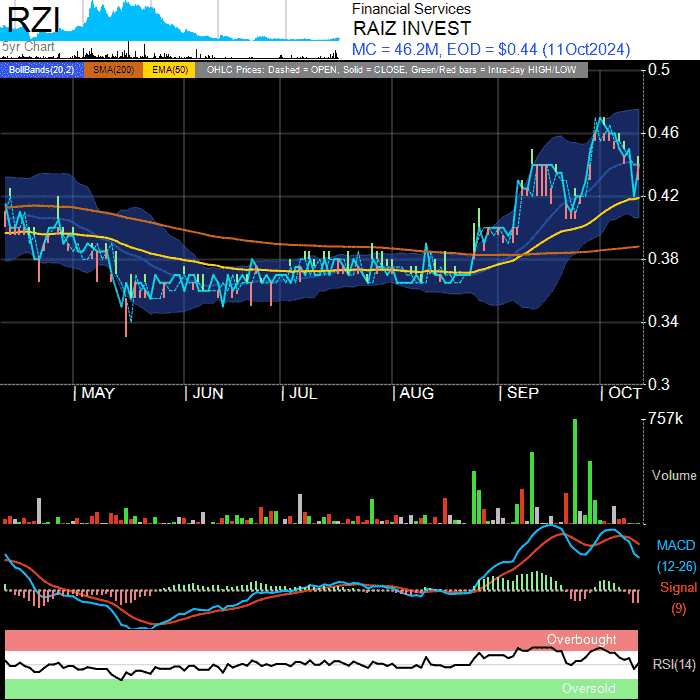 RZI
5yr Chart
Financial Services
RAIZ INVEST
MC = 46.2M, EOD = $0.44 (11Oct2024)
BollBands(20,2) SMA(200) EMA(50) OHLC Prices: Dashed = OPEN, Solid = CLOSE, Green/Red bars = Intra-day HIGH/LOW
0.5
0.46
0.42
0.38
0.34
0.3
MAY JUN JUL AUG SEP OCT
757k
Volume
MACD
(12-26)
Signal
(9)
Overbought
RSI(14)
Oversold